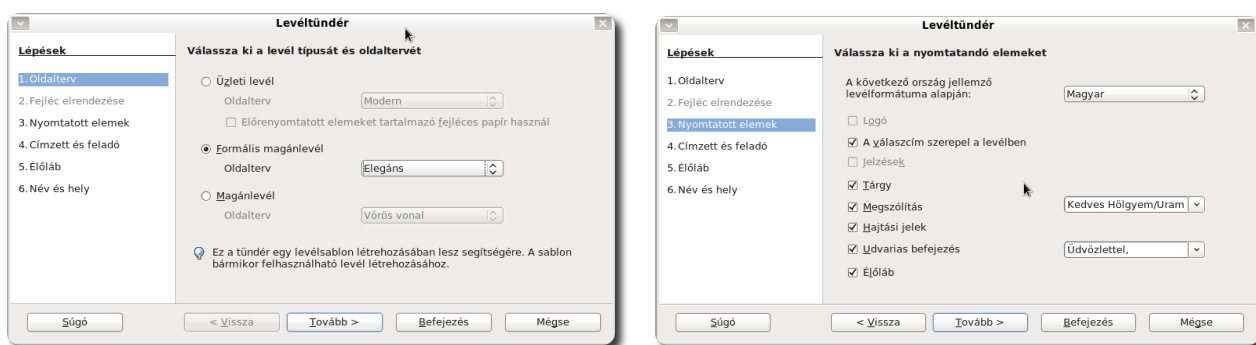 Levéltündér
Lépések
1. Oldalterv
2. Fejléc elrendezése
3. Nyomtatott elemek
4. Címzett és feladó
5. Élőláb
6. Név és hely
Válassza ki a levél típusát és oldaltervét
Üzleti levél
Oldalterv Modern
Előrenyomtatott elemeket tartalmazó fejléces papír használ
Formális magánlevél
Oldalterv Elegáns
Magánlevél
Oldalterv Vörös vonal
Ez a tündér egy levélsablon létrehozásában lesz segítségére. A sablon
bármikor felhasználható levél létrehozásához.
Súgó < Vissza Tovább > Befejezés Mégse
Levéltündér
Lépések
1. Oldalterv
2. Fejléc elrendezése
3. Nyomtatott elemek
4. Címzett és feladó
5. Élőláb
6. Név és hely
Válassza ki a nyomtatandó elemeket
A következő ország jellemző
levélformátuma alapján: Magyar
Logó
A válaszcím szerepel a levélben
Jelzések
Tárgy
Megszólítás Kedves Hölgyem/Uram
Hajtási jelek
Udvarias befejezés Üdvözlettel,
Élőláb
Súgó < Vissza Tovább > Befejezés Mégse